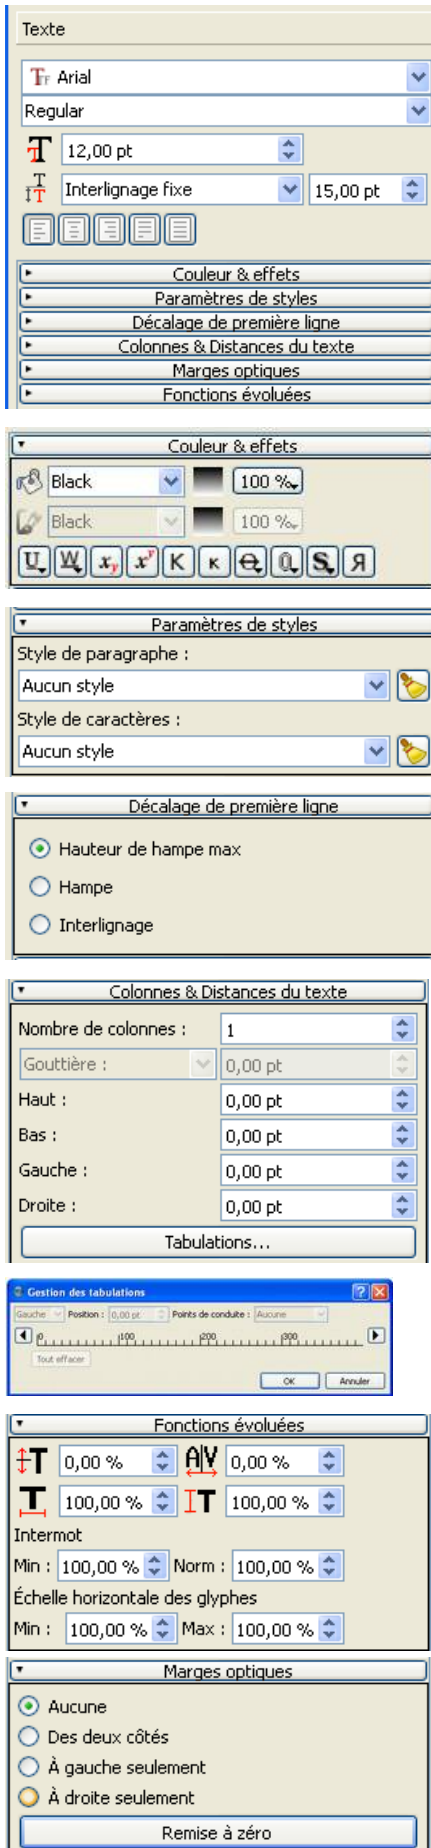 Texte
Arial
Regular
12,00 pt
Interlignage fixe 15,00 pt
Couleur & effets
Paramètres de styles
Décalage de première ligne
Colonnes & Distances du texte
Marges optiques
Fonctions évoluées
Couleur & effets
Black 100 %
Black 100 %
Paramètres de styles
Style de paragraphe :
Aucun style
Style de caractères :
Aucun style
Décalage de première ligne
Hauteur de hampe max
Hampe
Interlignage
Colonnes & Distances du texte
Nombre de colonnes : 1
Gouttière : 0,00 pt
Haut : 0,00 pt
Bas : 0,00 pt
Gauche : 0,00 pt
Droite : 0,00 pt
Tabulations...
Gestion des tabulations
Gauche Position : 0,00 pt Points de conduite : Aucune
0 100 200 300
Tout effacer
OK Annuler
Fonctions évoluées
0,00 % 0,00 %
100,00 % 100,00 %
Intermot
Min : 100,00 % Norm : 100,00 %
Échelle horizontale des glyphes
Min : 100,00 % Max : 100,00 %
Marges optiques
Aucune
Des deux côtés
À gauche seulement
À droite seulement
Remise à zéro